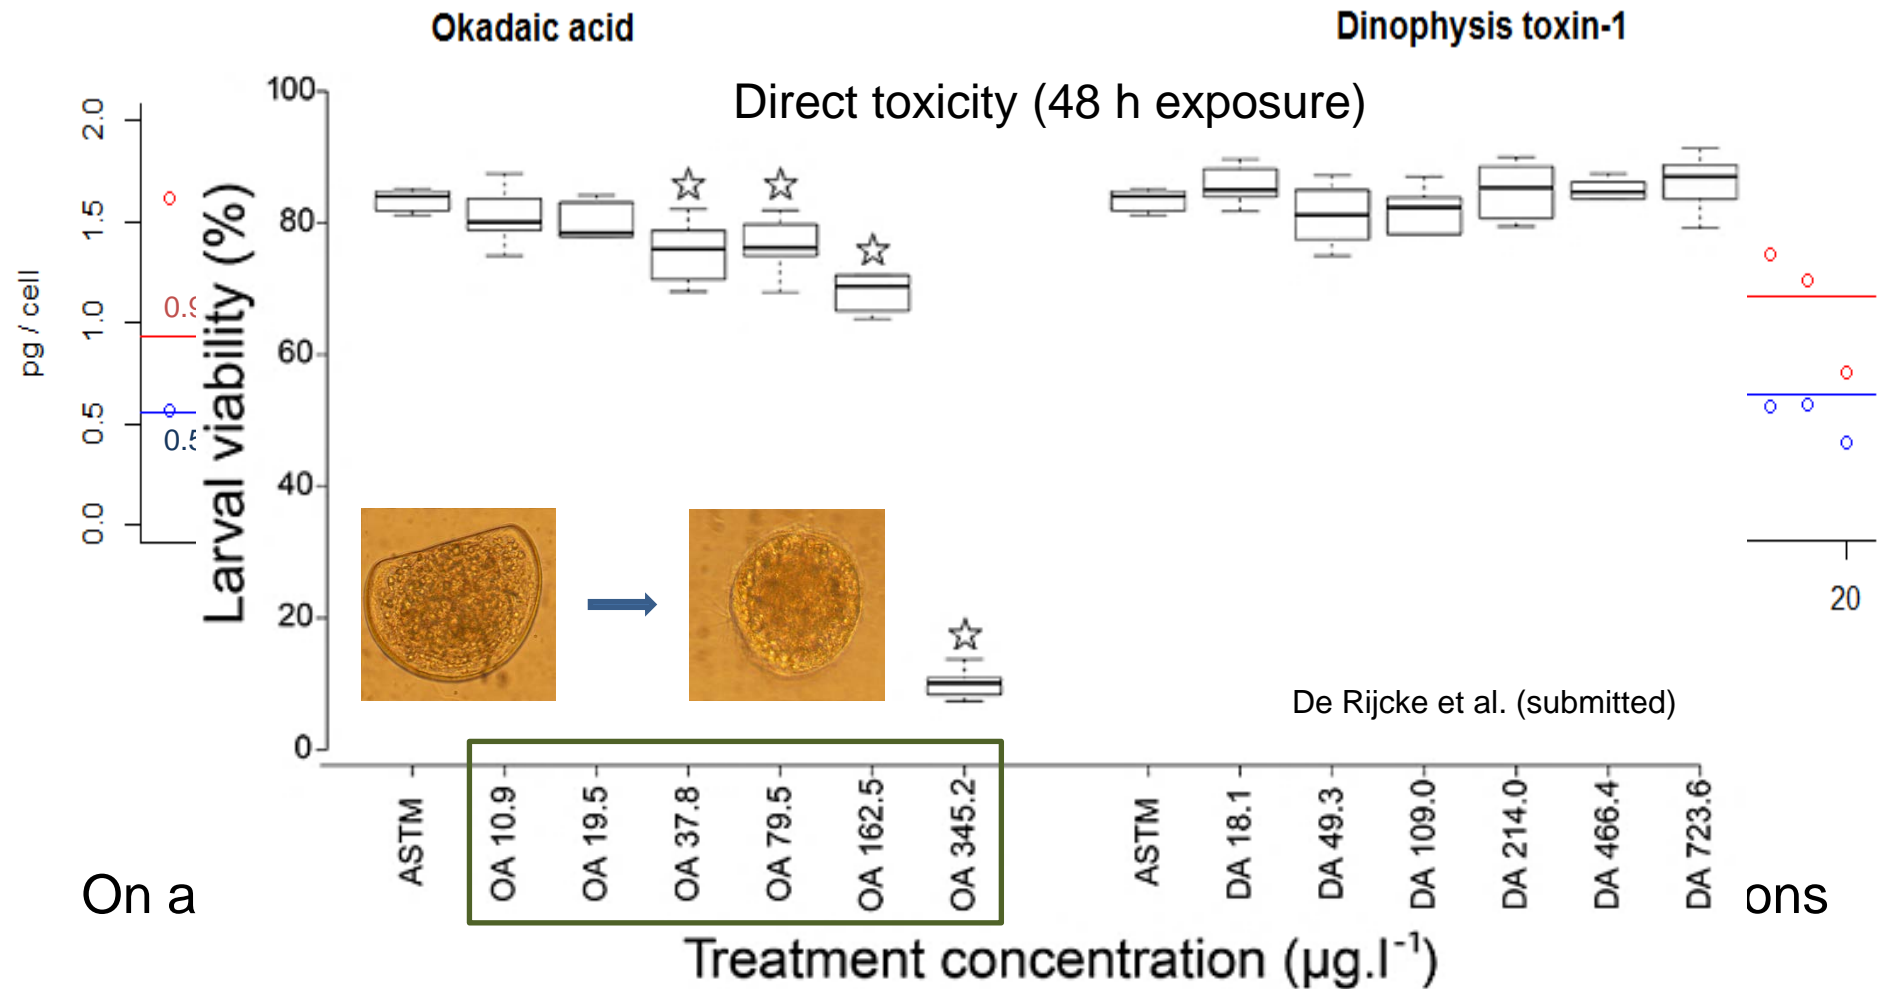 Okadaic acid
Dinophysis toxin-1
Direct toxicity (48 h exposure)
pg / cell
2.0
1.5
1.0
0.5
0.0
0.9
0.5
Larval viability (%)
100
80
60
40
20
0
☆
☆
☆
☆
De Rijcke et al. (submitted)
20
ASTM
OA 10.9
OA 19.5
OA 37.8
OA 79.5
OA 162.5
OA 345.2
ASTM
DA 18.1
DA 49.3
DA 109.0
DA 214.0
DA 466.4
DA 723.6
On a
ons
Treatment concentration (µg.l⁻¹)